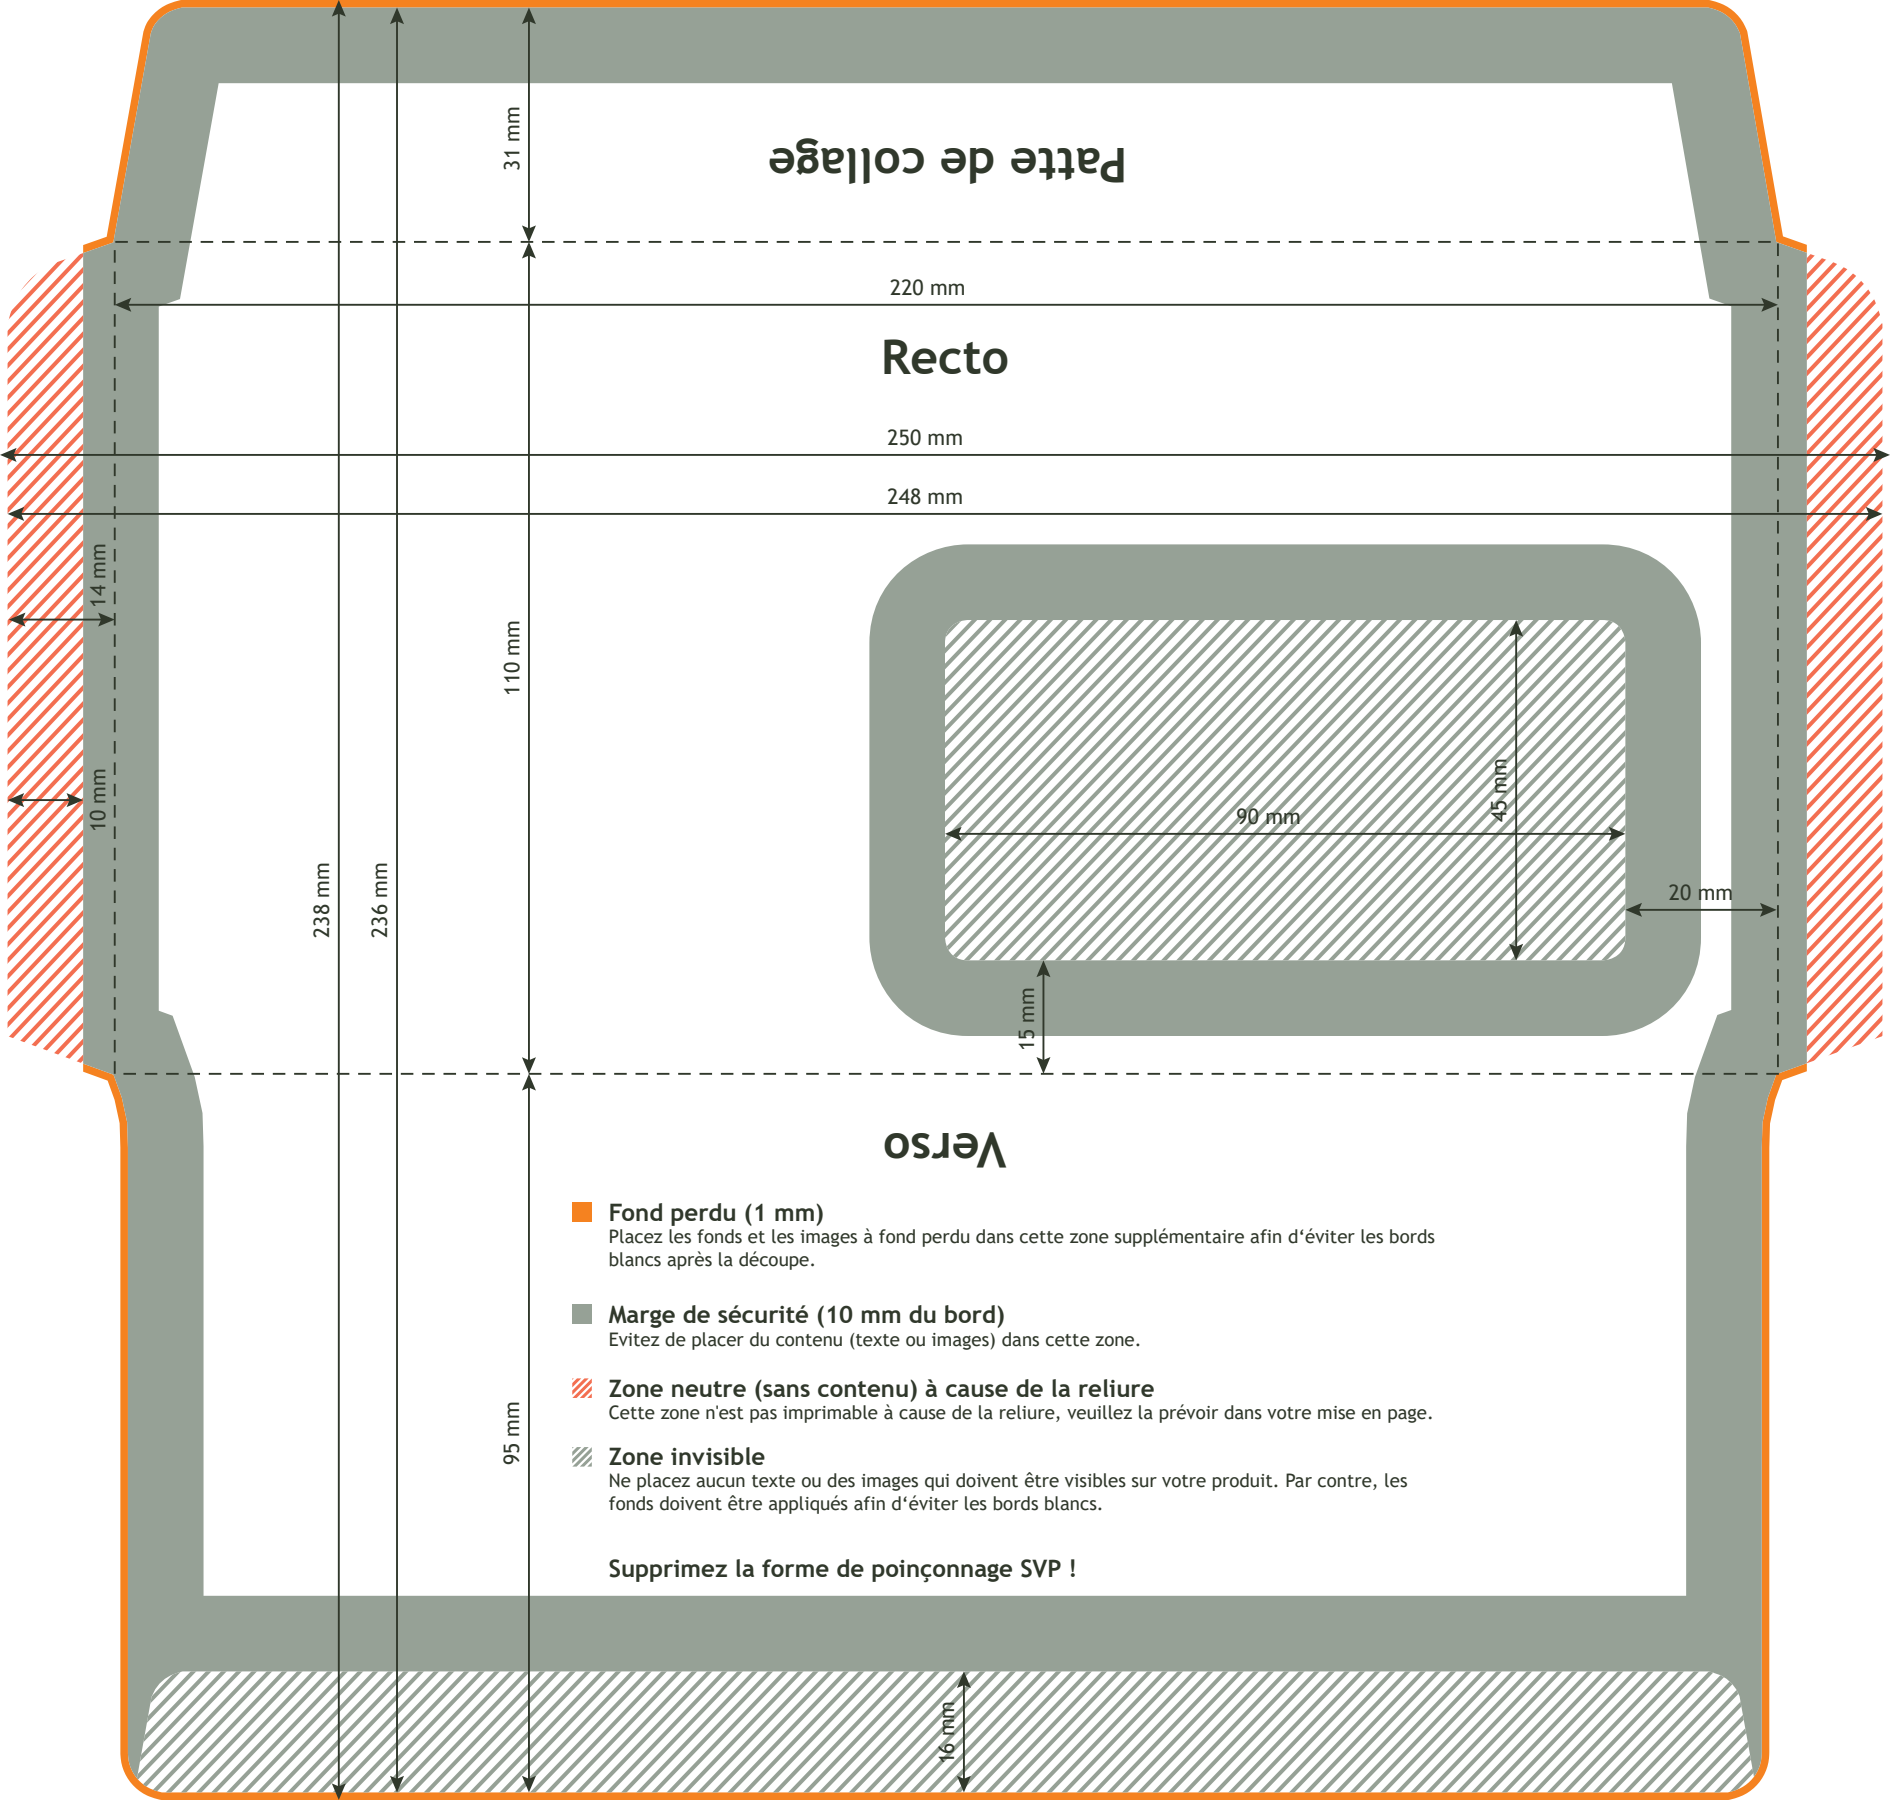 31 mm
Patte de collage
220 mm
Recto
250 mm
248 mm
14 mm
110 mm
10 mm
45 mm
90 mm
238 mm
236 mm
20 mm
15 mm
Verso
Fond perdu (1 mm)
Placez les fonds et les images à fond perdu dans cette zone supplémentaire afin d‘éviter les bords
blancs après la découpe.
Marge de sécurité (10 mm du bord)
Evitez de placer du contenu (texte ou images) dans cette zone.
Zone neutre (sans contenu) à cause de la reliure
Cette zone n'est pas imprimable à cause de la reliure, veuillez la prévoir dans votre mise en page.
95 mm
Zone invisible
Ne placez aucun texte ou des images qui doivent être visibles sur votre produit. Par contre, les
fonds doivent être appliqués afin d‘éviter les bords blancs.
Supprimez la forme de poinçonnage SVP !
16 mm